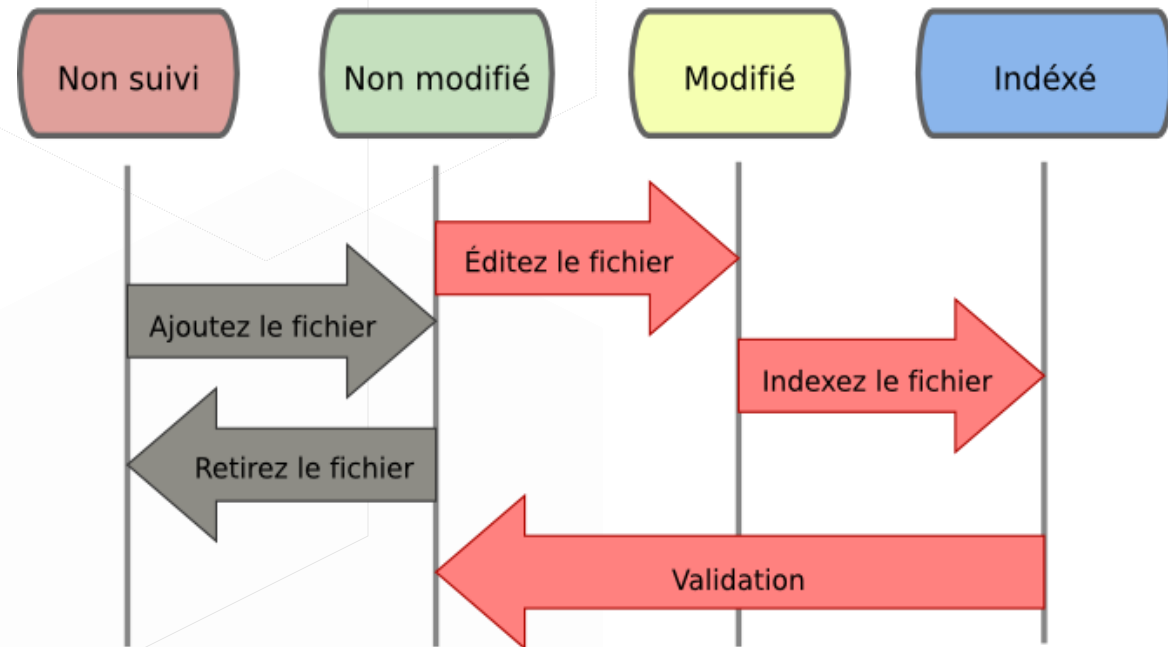 Non suivi
Non modifié
Modifié
Indéxé
Éditez le fichier
Ajoutez le fichier
Indexez le fichier
Retirez le fichier
Validation